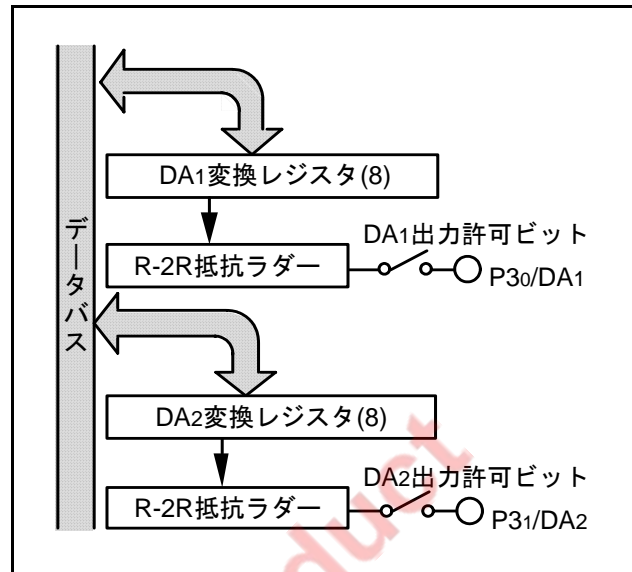 データバス
DA1変換レジスタ(8)
R-2R抵抗ラダー
DA1出力許可ビット
P30/DA1
DA2変換レジスタ(8)
R-2R抵抗ラダー
DA2出力許可ビット
P31/DA2
duct